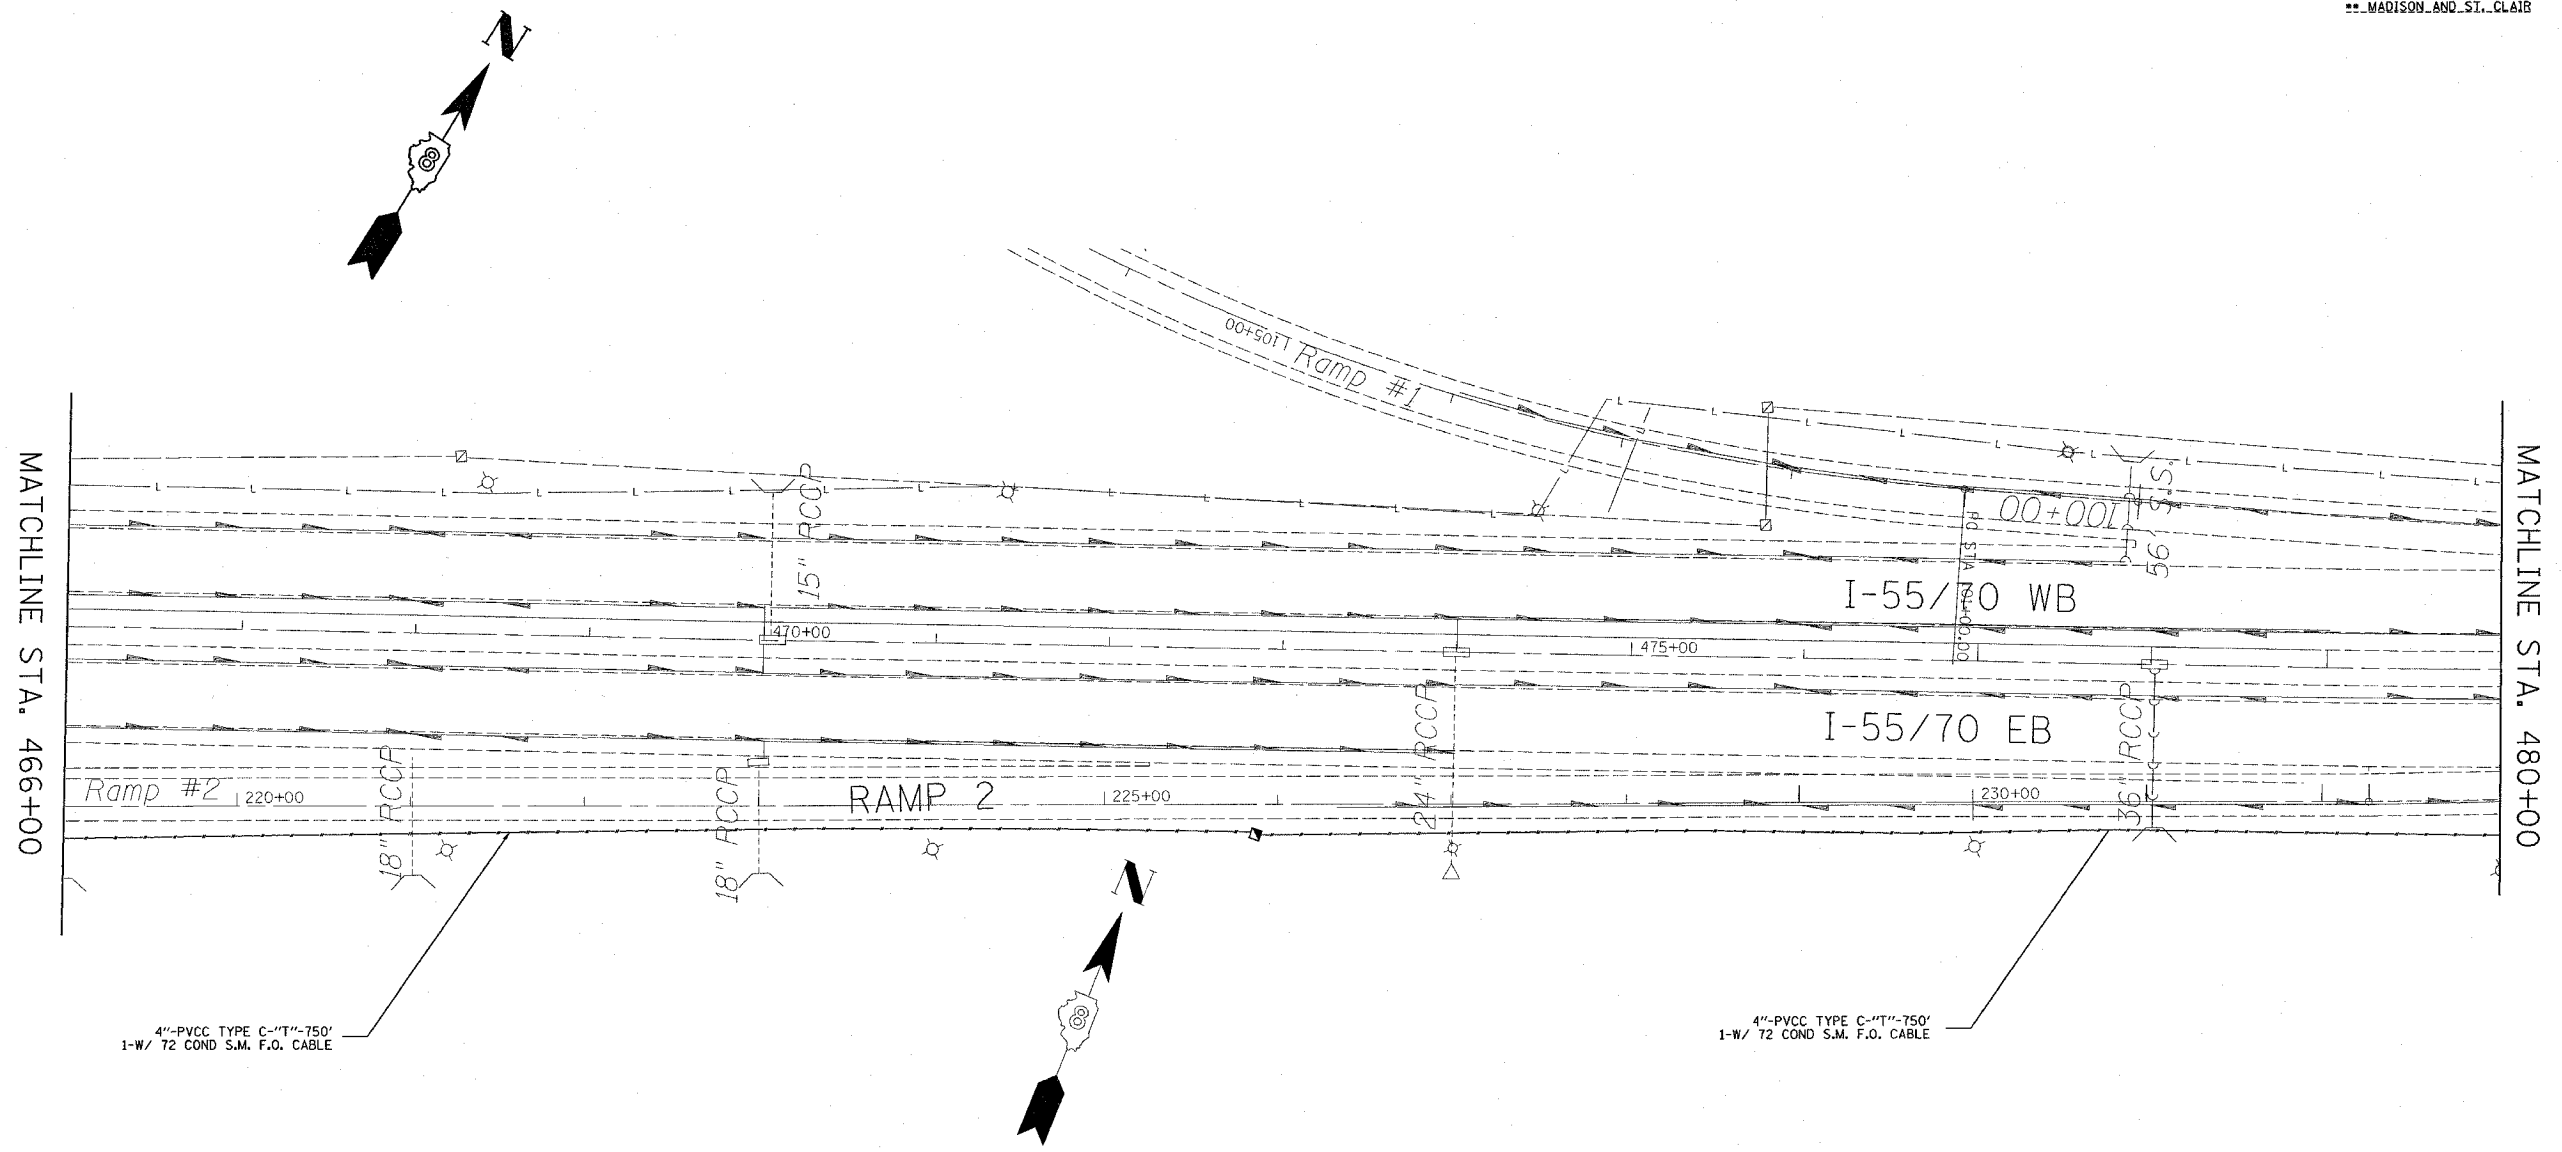 ** MADISON AND ST. CLAIR
N
MATCHLINE STA. 466+00
1105+00
Ramp #1
15" RCCP
470+00
475+00
100+00
56' S.S.
I-55/70 WB
I-55/70 EB
MATCHLINE STA. 480+00
Ramp #2
220+00
18" RCCP
18" RCCP
RAMP 2
225+00
24" RCCP
230+00
36" RCCP
N
4"-PVCC TYPE C-"T"-750'
1-W/ 72 COND S.M. F.O. CABLE
4"-PVCC TYPE C-"T"-750'
1-W/ 72 COND S.M. F.O. CABLE